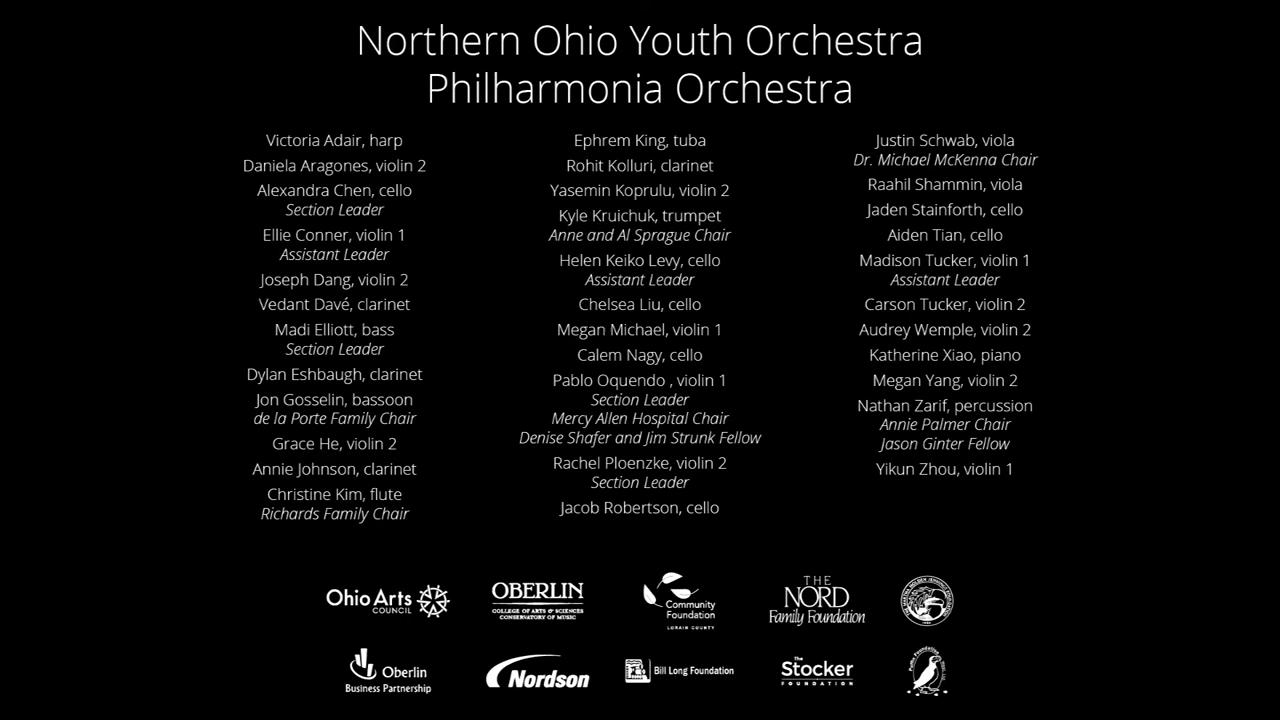 Northern Ohio Youth Orchestra
Philharmonia Orchestra
Victoria Adair, harp
Daniela Aragones, violin 2
Alexandra Chen, cello
Section Leader
Ellie Conner, violin 1
Assistant Leader
Joseph Dang, violin 2
Vedant Davé, clarinet
Madi Elliott, bass
Section Leader
Dylan Eshbaugh, clarinet
Jon Gosselin, bassoon
de la Porte Family Chair
Grace He, violin 2
Annie Johnson, clarinet
Christine Kim, flute
Richards Family Chair
Ephrem King, tuba
Rohit Kolluri, clarinet
Yasemin Koprulu, violin 2
Kyle Kruichuk, trumpet
Anne and Al Sprague Chair
Helen Keiko Levy, cello
Assistant Leader
Chelsea Liu, cello
Megan Michael, violin 1
Calem Nagy, cello
Pablo Oquendo , violin 1
Section Leader
Mercy Allen Hospital Chair
Denise Shafer and Jim Strunk Fellow
Rachel Ploenzke, violin 2
Section Leader
Jacob Robertson, cello
Justin Schwab, viola
Dr. Michael McKenna Chair
Raahil Shammin, viola
Jaden Stainforth, cello
Aiden Tian, cello
Madison Tucker, violin 1
Assistant Leader
Carson Tucker, violin 2
Audrey Wemple, violin 2
Katherine Xiao, piano
Megan Yang, violin 2
Nathan Zarif, percussion
Annie Palmer Chair
Jason Ginter Fellow
Yikun Zhou, violin 1
Ohio Arts
COUNCIL
OBERLIN
COLLEGE OF ARTS & SCIENCES
CONSERVATORY OF MUSIC
Community
Foundation
LORAIN COUNTY
THE
NORD
Family Foundation
Oberlin
Business Partnership
Nordson
Bill Long Foundation
The
Stocker
FOUNDATION